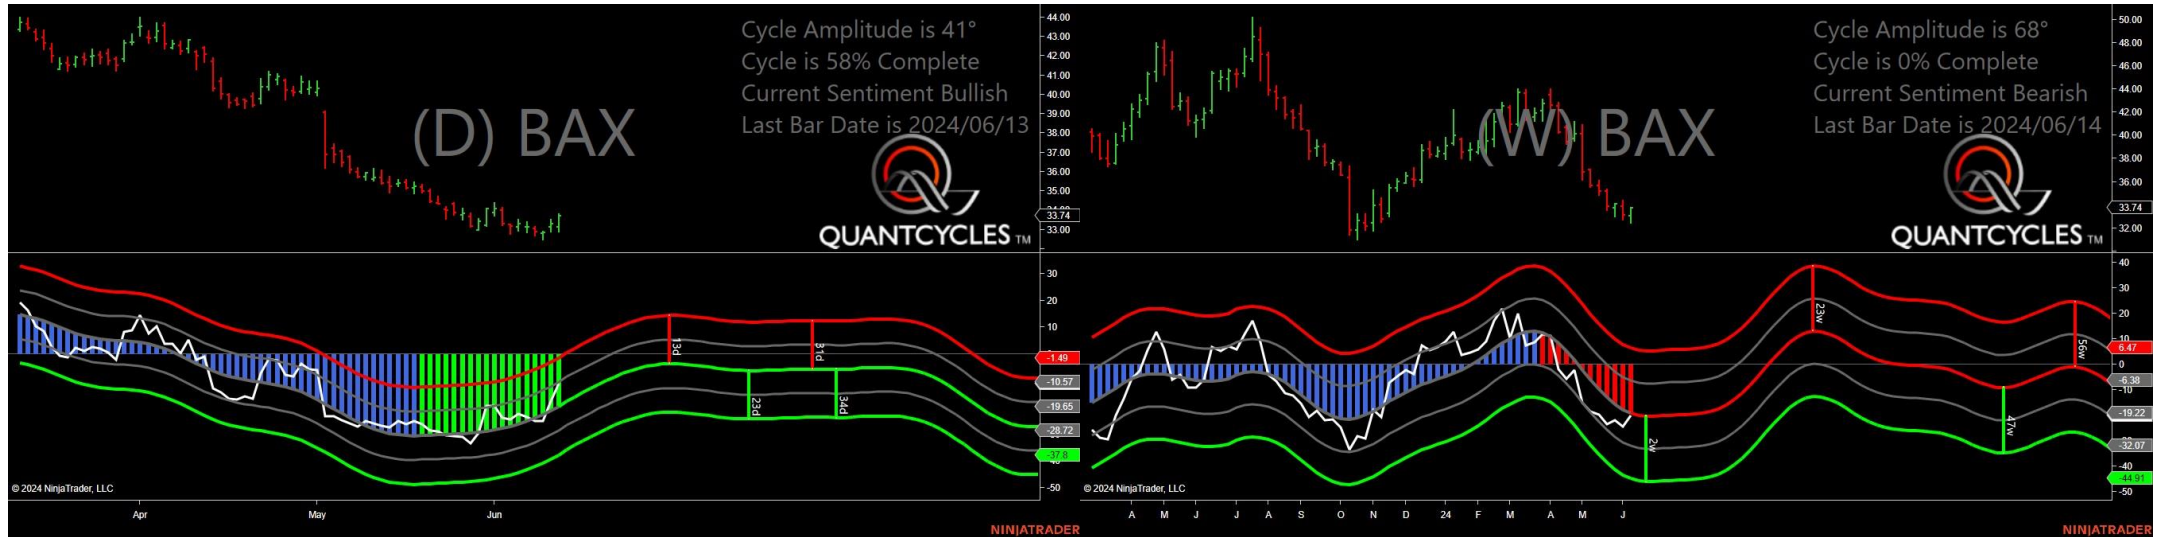 (D) BAX
Cycle Amplitude is 41°
Cycle is 58% Complete
Current Sentiment Bullish
Last Bar Date is 2024/06/13
QUANTCYCLES TM
44.00
43.00
42.00
41.00
40.00
39.00
38.00
37.00
36.00
35.00
34.00
33.74
33.00
30
20
10
-1.49
-10.57
-19.65
-28.72
-37.8
-50
13d
23d
31d
34d
© 2024 NinjaTrader, LLC
Apr May Jun
NINJATRADER
(W) BAX
Cycle Amplitude is 68°
Cycle is 0% Complete
Current Sentiment Bearish
Last Bar Date is 2024/06/14
QUANTCYCLES TM
50.00
48.00
46.00
44.00
42.00
40.00
38.00
36.00
33.74
32.00
40
30
20
10
6.47
0
-6.38
-10
-19.22
-32.07
-40
-44.91
-50
2w
23w
47w
56w
© 2024 NinjaTrader, LLC
A M J J A S O N D 24 F M A M J
NINJATRADER